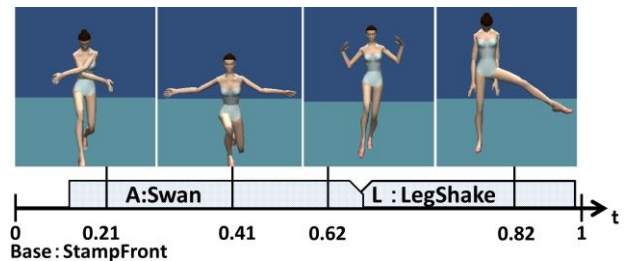 A:Swan L : LegShake
0 0.21 0.41 0.62 0.82 1 t
Base : StampFront